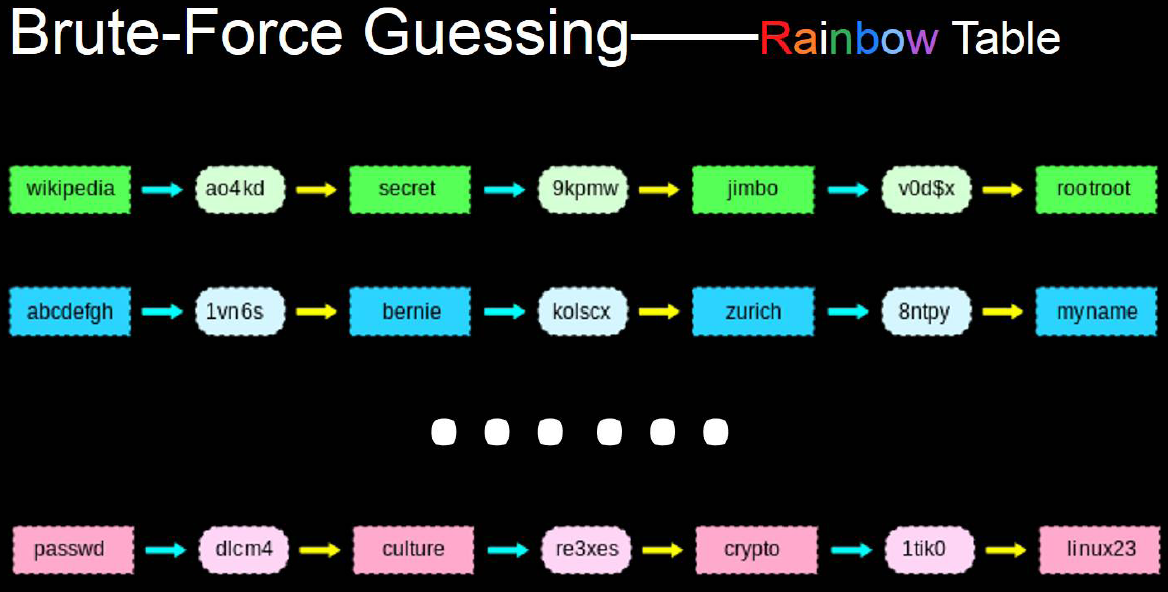 Brute-Force Guessing——Rainbow Table
wikipedia ao4kd secret 9kpmw jimbo v0d$x rootroot
abcdefgh 1vn6s bernie kolscx zurich 8ntpy myname
......
passwd dlcm4 culture re3xes crypto 1tik0 linux23